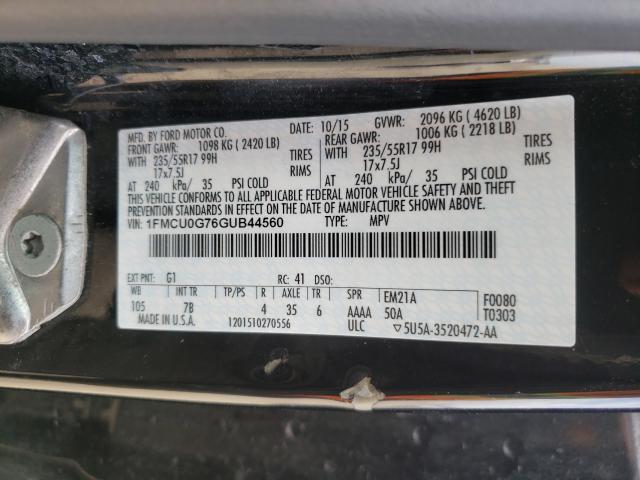 MFD. BY FORD MOTOR CO. DATE: 10/15 GVWR: 2096 KG ( 4620 LB)
FRONT GAWR: 1098 KG ( 2420 LB) REAR GAWR: 1006 KG ( 2218 LB)
WITH 235/55R17 99H TIRES WITH 235/55R17 99H TIRES
17x7.5J RIMS 17x7.5J RIMS
AT 240 kPa/ 35 PSI COLD AT 240 kPa/ 35 PSI COLD
THIS VEHICLE CONFORMS TO ALL APPLICABLE FEDERAL MOTOR VEHICLE SAFETY AND THEFT
PREVENTION STANDARDS IN EFFECT ON THE DATE OF MANUFACTURE SHOWN ABOVE.
VIN: 1FMCU0G76GUB44560 TYPE: MPV
EXT PNT: G1 RC: 41 DSO:
WB INT TR TP/PS R AXLE TR SPR EM21A F0080
105 7B 4 35 6 AAAA 50A T0303
MADE IN U.S.A. 1201510270556 ULC 5U5A-3520472-AA